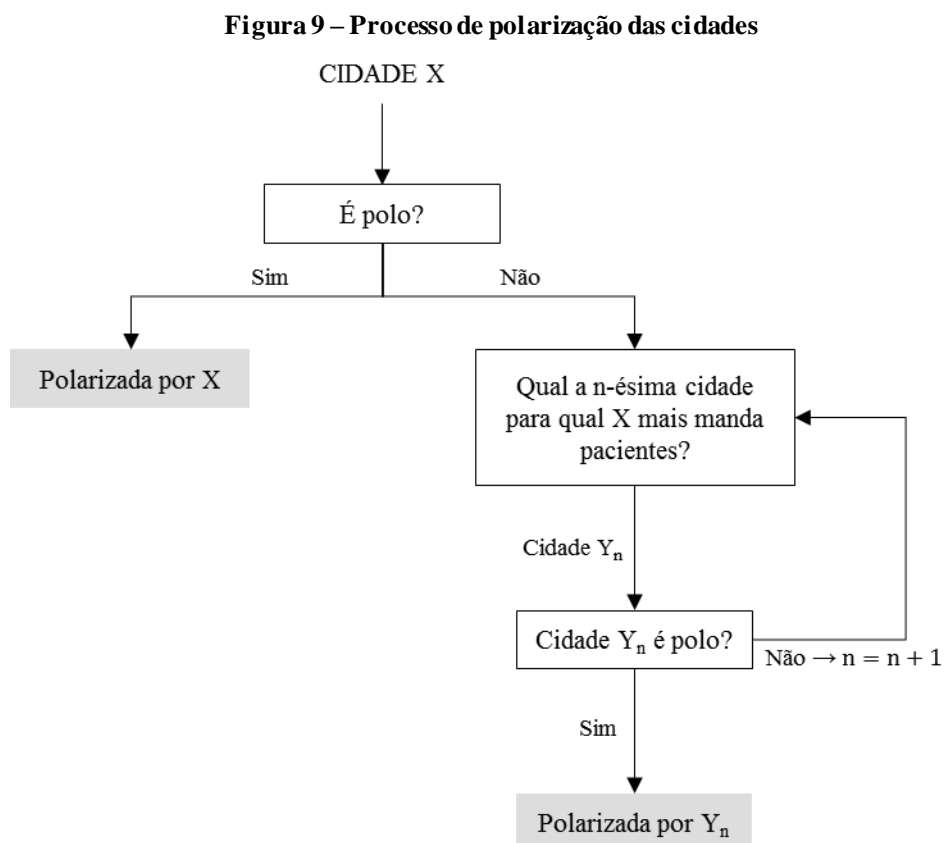 Figura 9 – Processo de polarização das cidades
CIDADE X
É polo?
Sim
Não
Polarizada por X
Qual a n-ésima cidade
para qual X mais manda
pacientes?
Cidade Yₙ
Cidade Yₙ é polo?
Não → n = n + 1
Sim
Polarizada por Yₙ